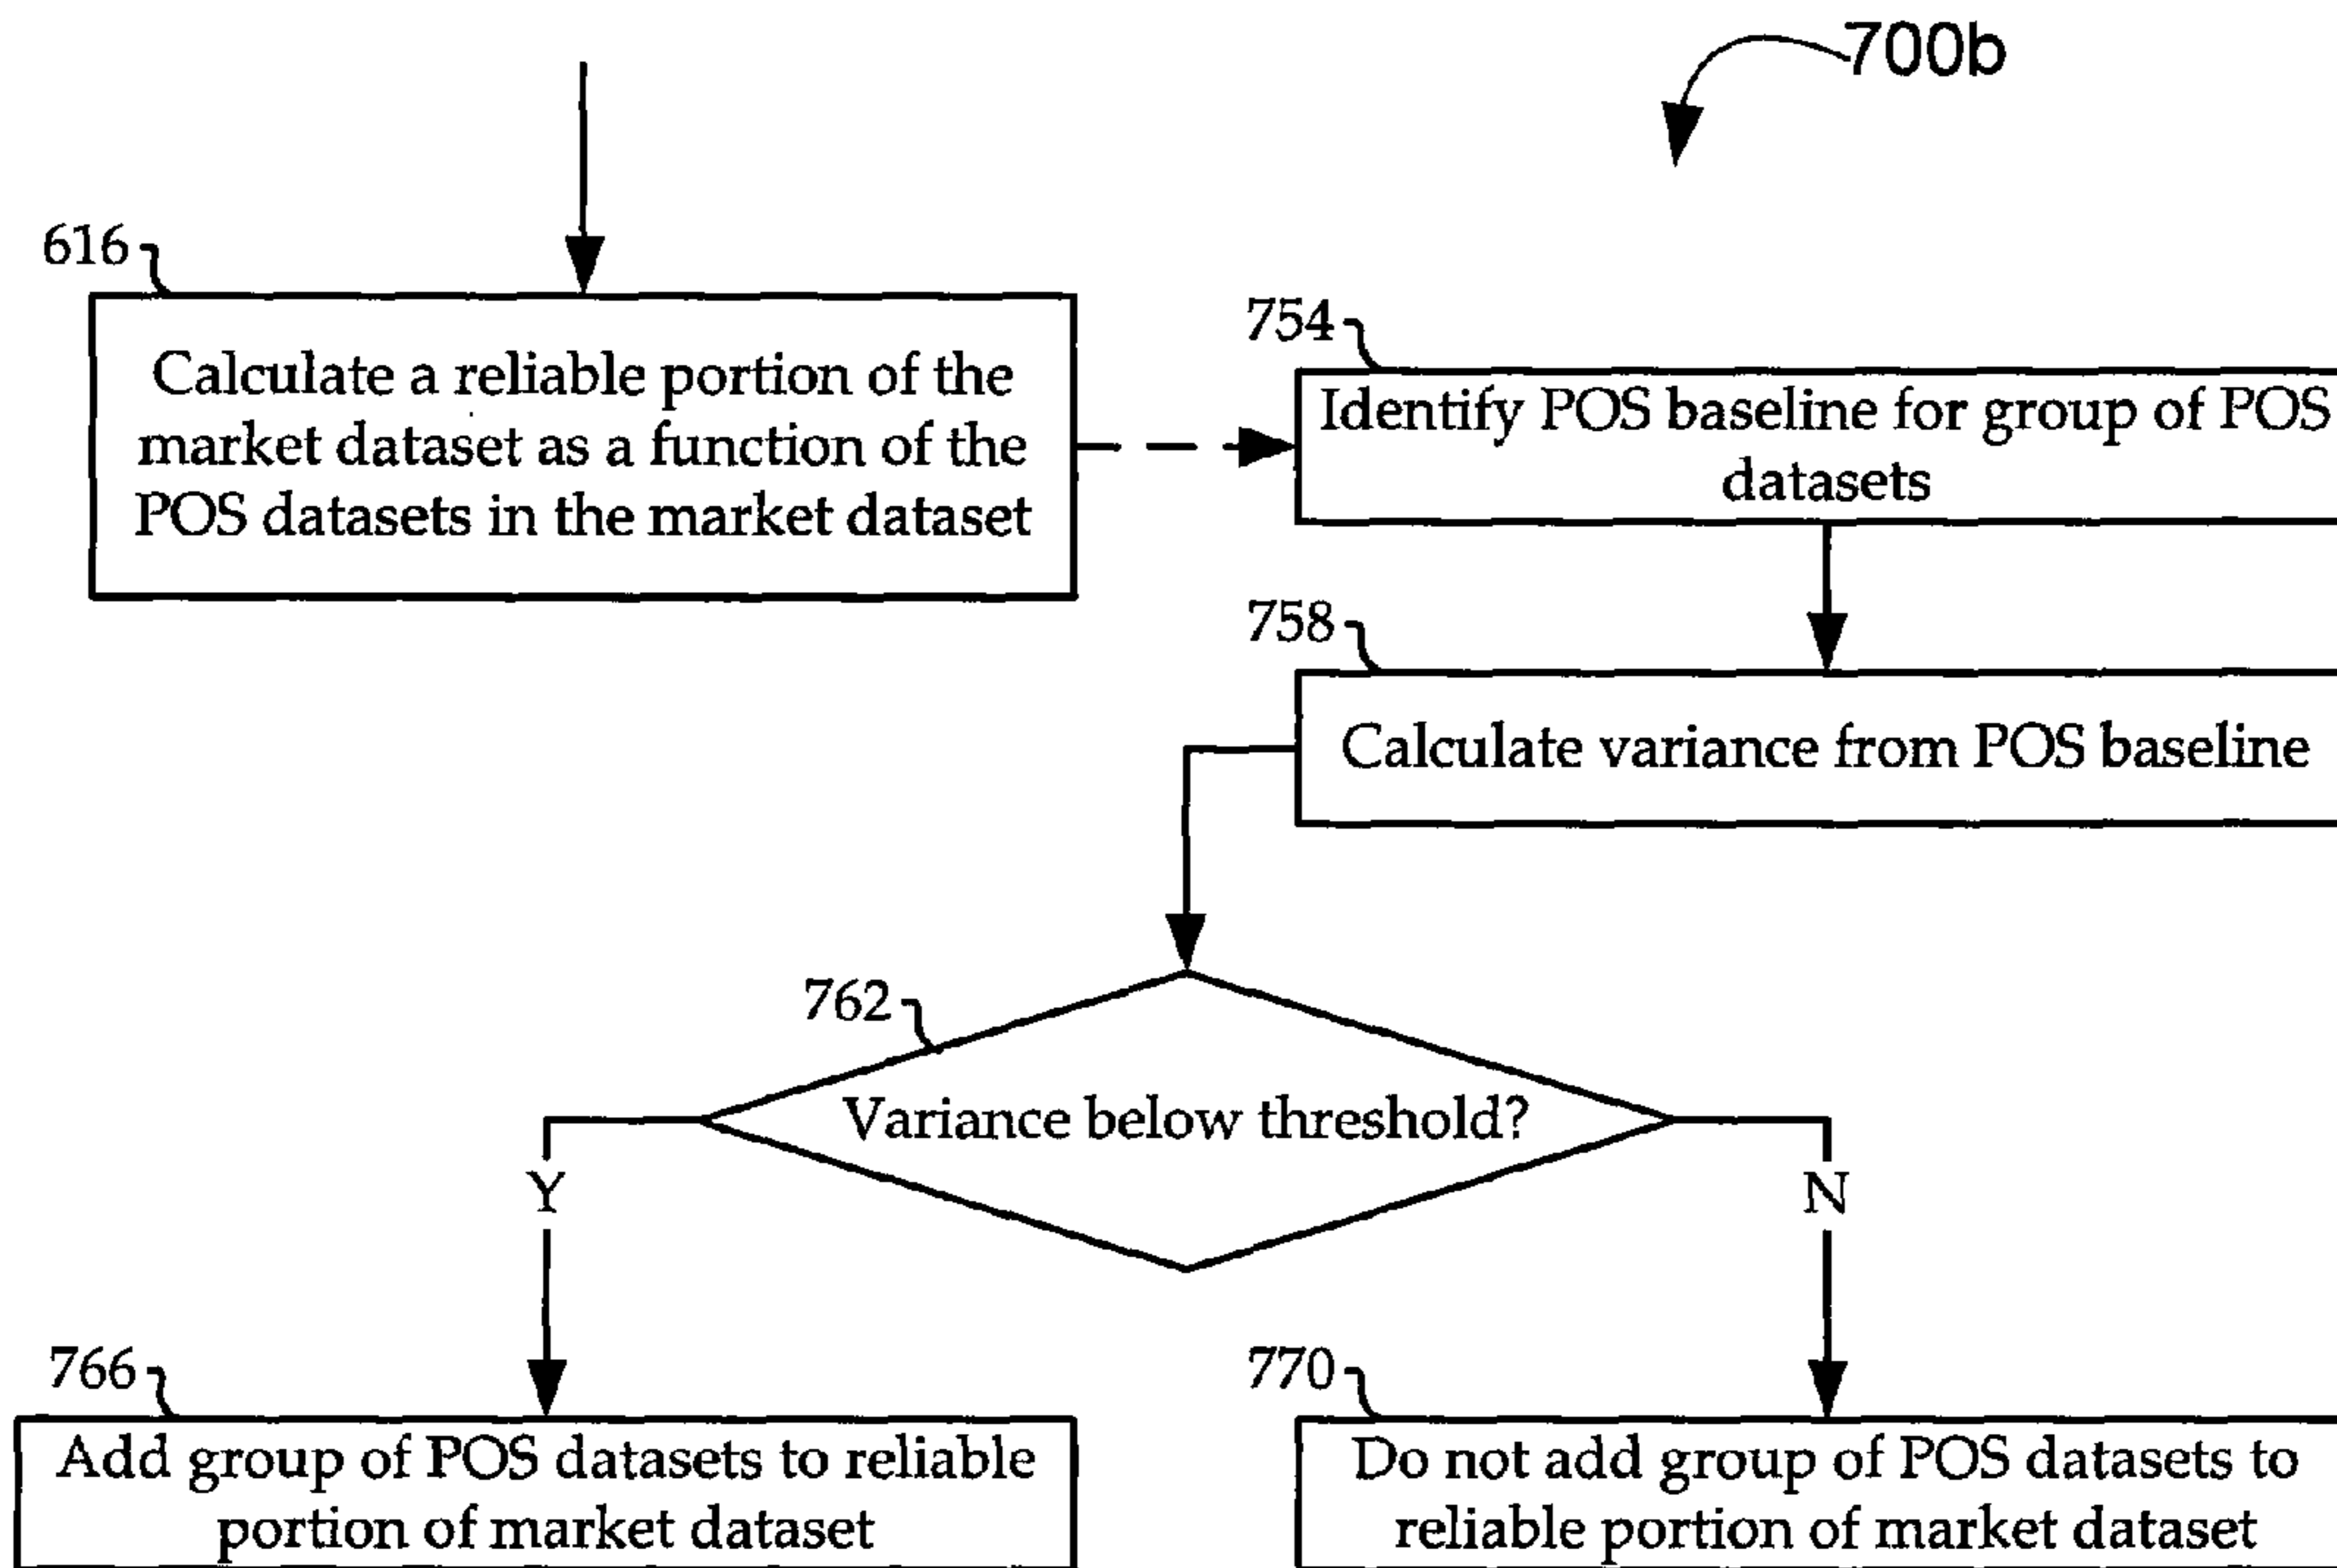 700b
616
Calculate a reliable portion of the
market dataset as a function of the
POS datasets in the market dataset
754
Identify POS baseline for group of POS
datasets
758
Calculate variance from POS baseline
762
Variance below threshold?
Y
N
766
Add group of POS datasets to reliable
portion of market dataset
770
Do not add group of POS datasets to
reliable portion of market dataset